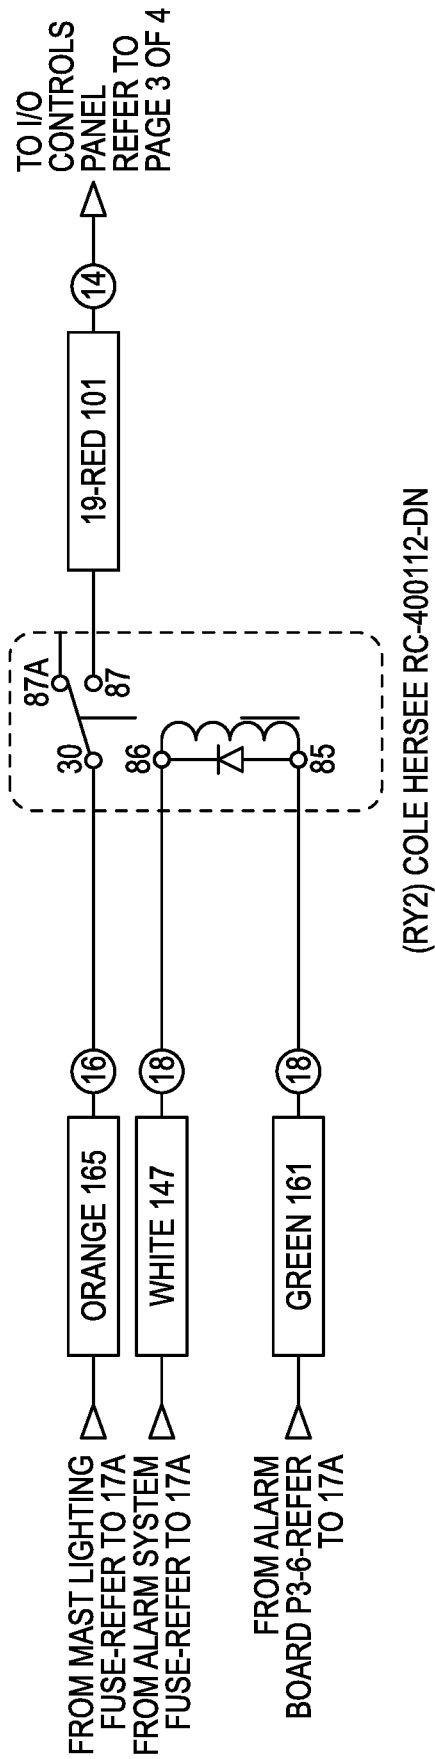 FROM MAST LIGHTING
FUSE-REFER TO 17A
ORANGE 165
16
30
87A
87
19-RED 101
14
TO I/O
CONTROLS
PANEL
REFER TO
PAGE 3 OF 4
FROM ALARM SYSTEM
FUSE-REFER TO 17A
WHITE 147
18
86
FROM ALARM
BOARD P3-6-REFER
TO 17A
GREEN 161
18
85
(RY2) COLE HERSEE RC-400112-DN